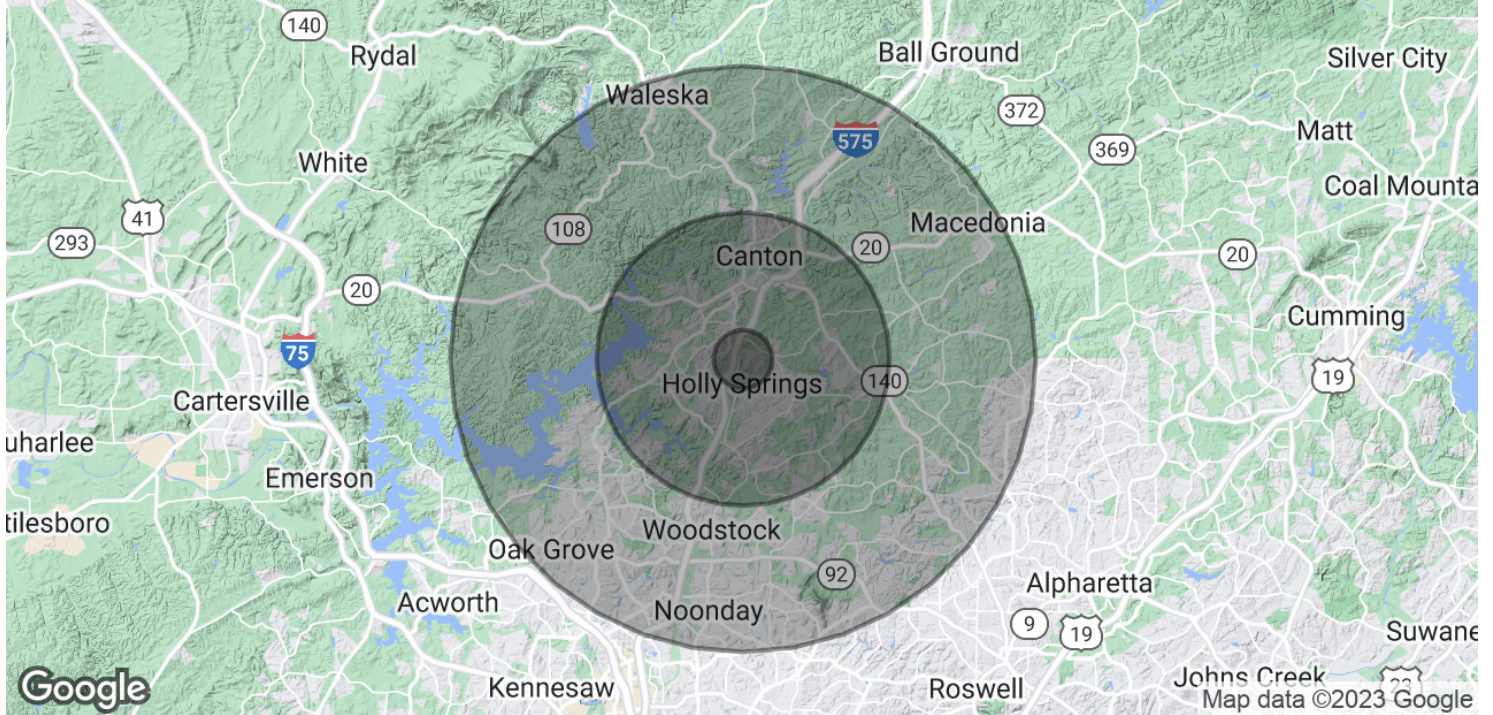 140
Rydal
Ball Ground
Silver City
Waleska
372
Matt
575
369
White
Coal Mounta
41
108
Macedonia
293
20
20
Canton
20
Cumming
75
19
Holly Springs
140
Cartersville
uharlee
Emerson
tilesboro
Woodstock
Oak Grove
92
Alpharetta
Acworth
Noonday
9
19
Suwane
Johns Creek
23
Google
Kennesaw
Roswell
Map data ©2023 Google